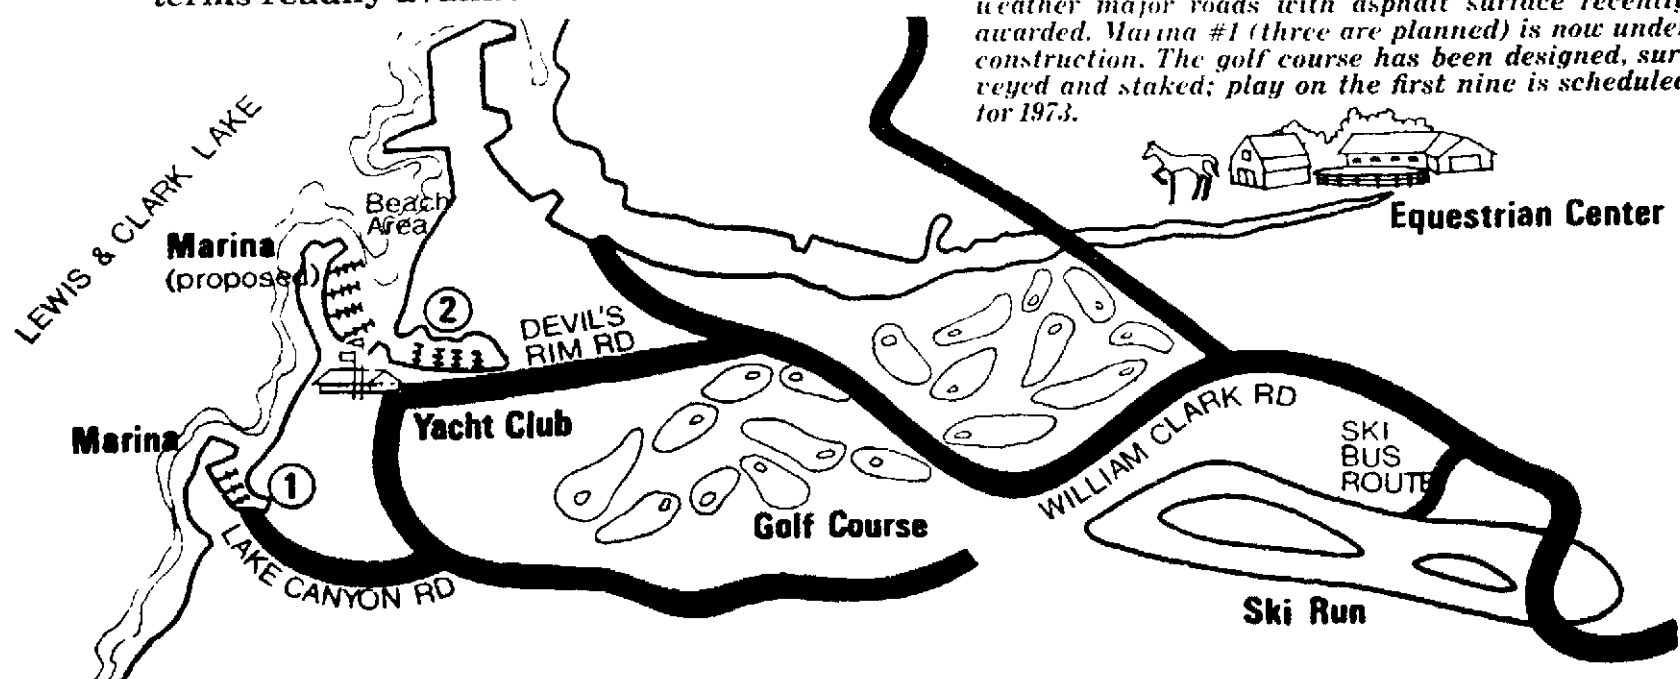 terms readily
weather major roads with asphalt surface recently
awarded. Marina #1 (three are planned) is now under
construction. The golf course has been designed, sur-
veyed and staked; play on the first nine is scheduled
for 1973.
LEWIS & CLARK LAKE
Beach
Area
Marina
(proposed)
Equestrian Center
2
DEVIL'S
RIM RD
Yacht Club
Marina
1
WILLIAM CLARK RD
SKI
BUS
ROUTE
Golf Course
LAKE CANYON RD
Ski Run